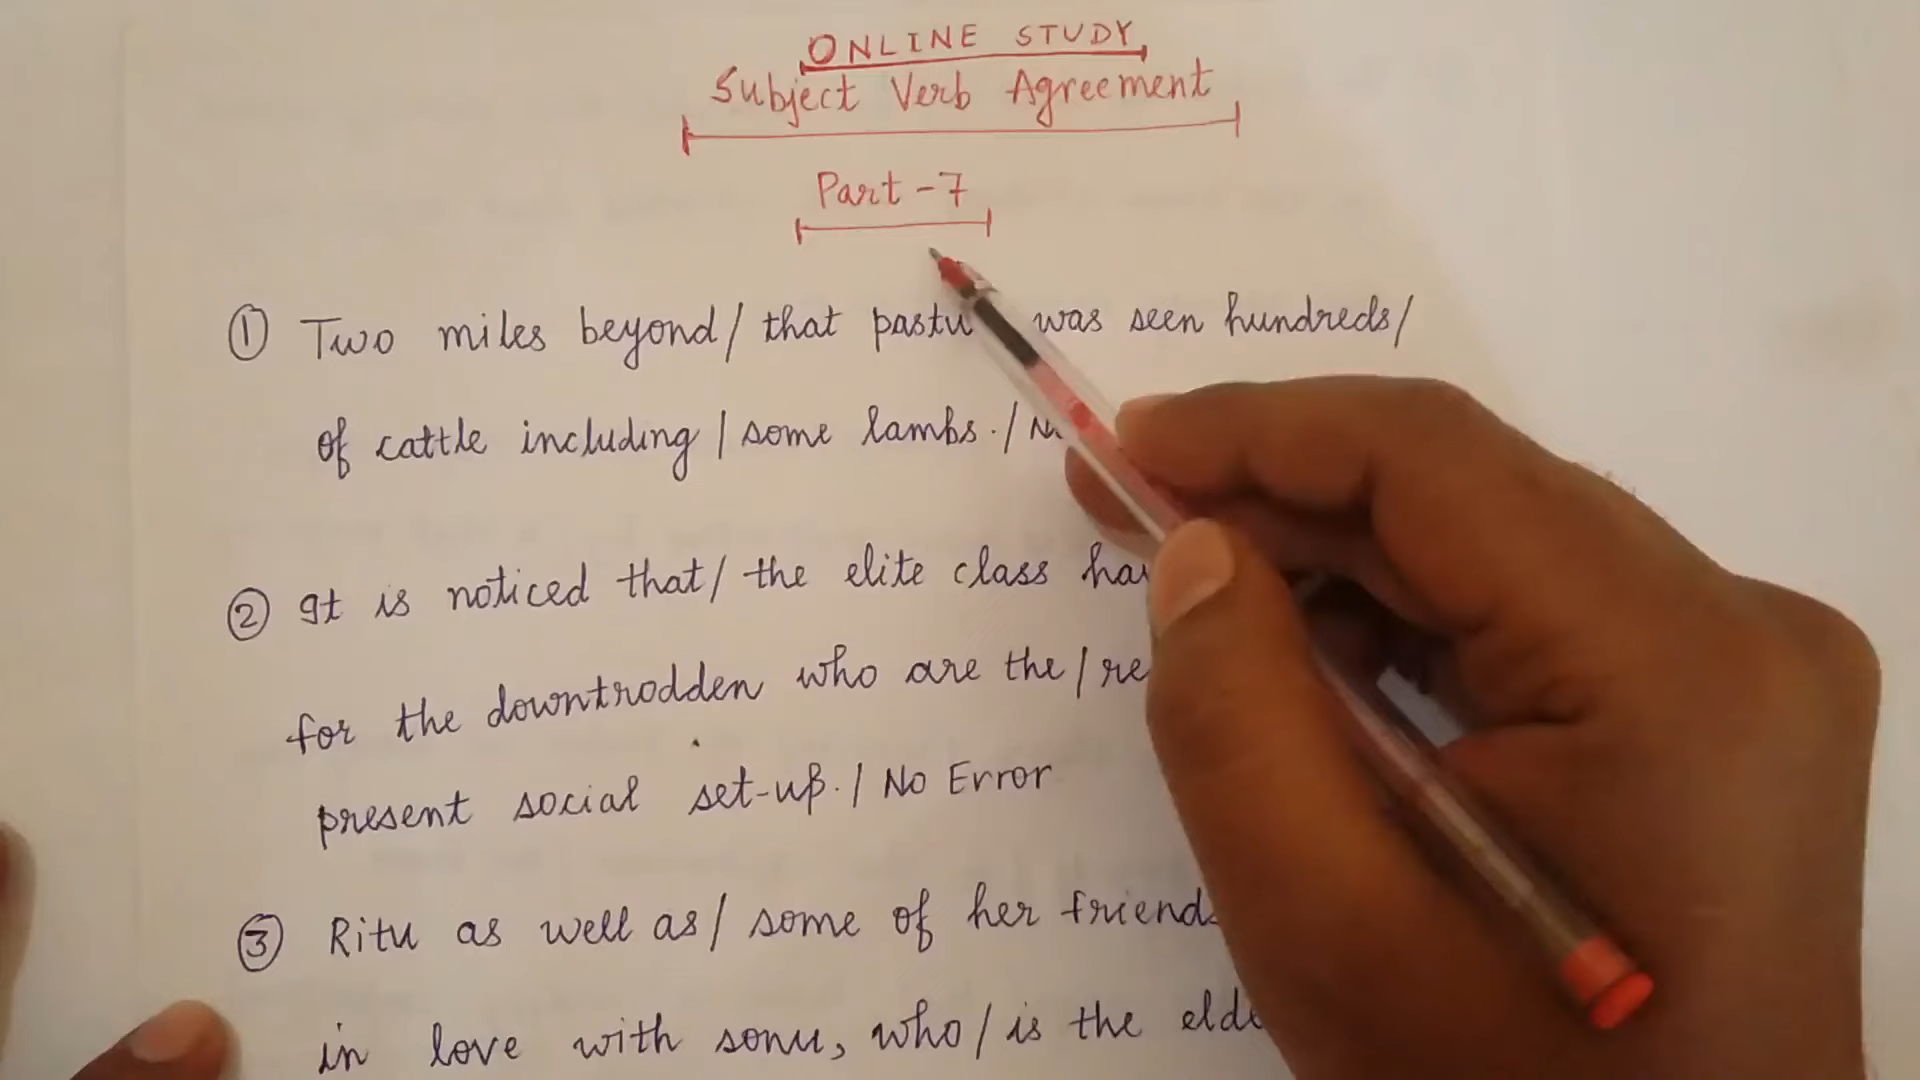 ONLINE STUDY
Subject Verb Agreement
Part-7
① Two miles beyond/ that was seen hundreds/
of cattle including / some lambs./
② It is noticed that/ the elite class
for the downtrodden who are the /
present social set-up./ No Error
③ Ritu as well as/ some of her friends
in love with sonu, who/ is the